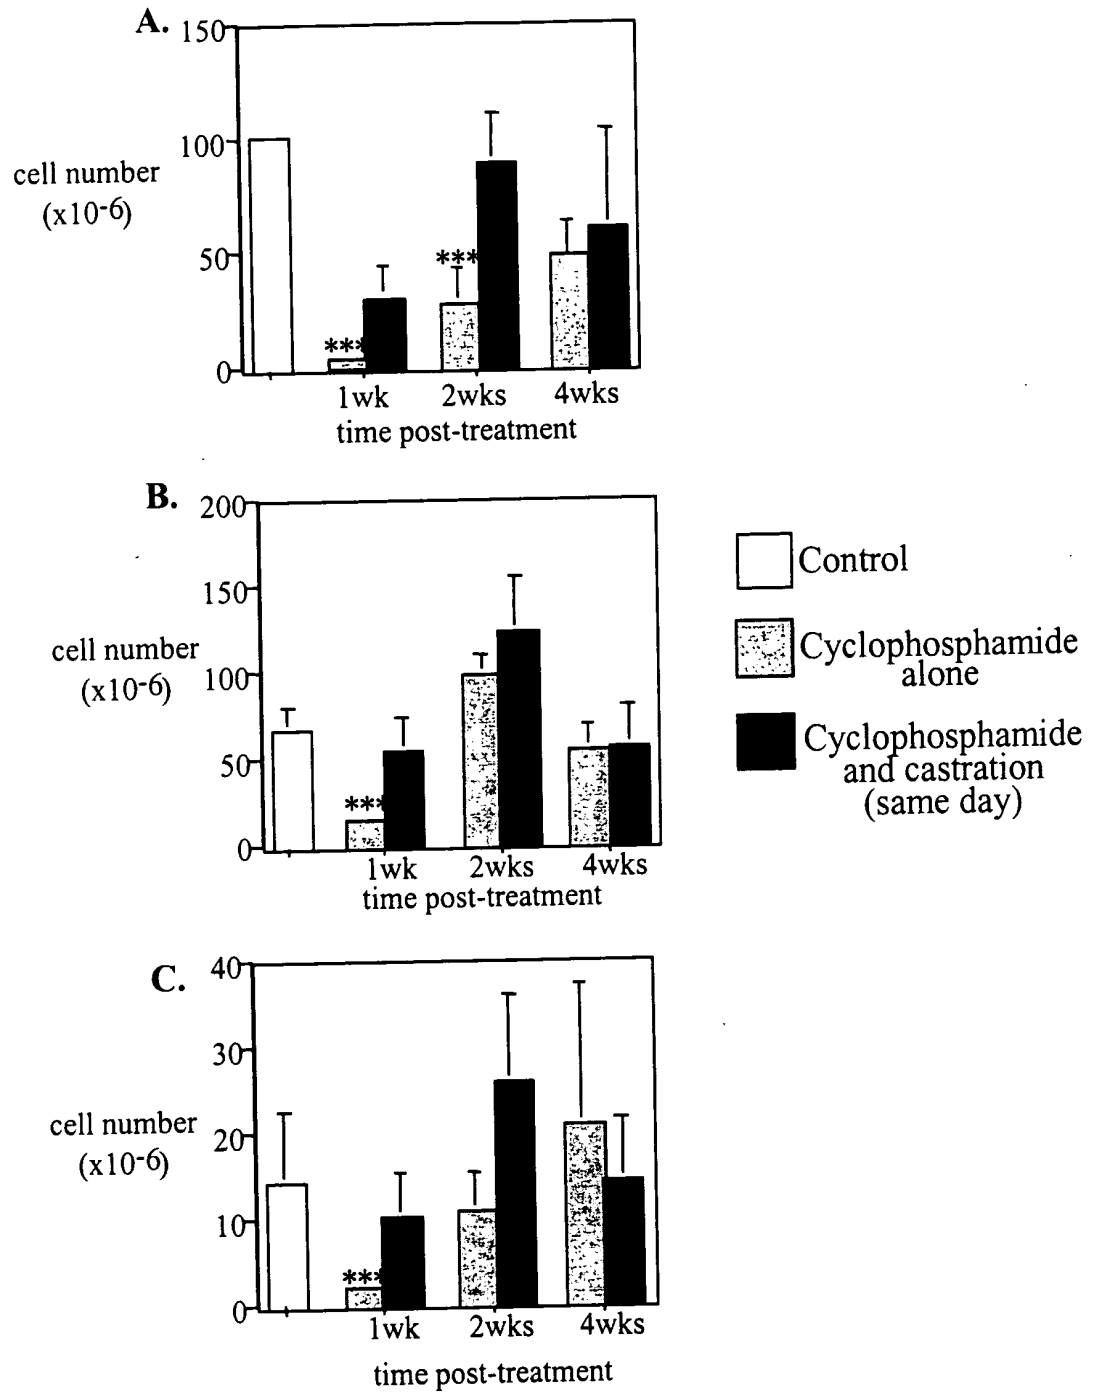 A.
150
100
50
0
cell number
(x10-6)
***
***
1wk 2wks 4wks
time post-treatment
B.
200
150
100
50
0
cell number
(x10-6)
***
1wk 2wks 4wks
time post-treatment
Control
Cyclophosphamide
alone
Cyclophosphamide
and castration
(same day)
C.
40
30
20
10
0
cell number
(x10-6)
***
1wk 2wks 4wks
time post-treatment